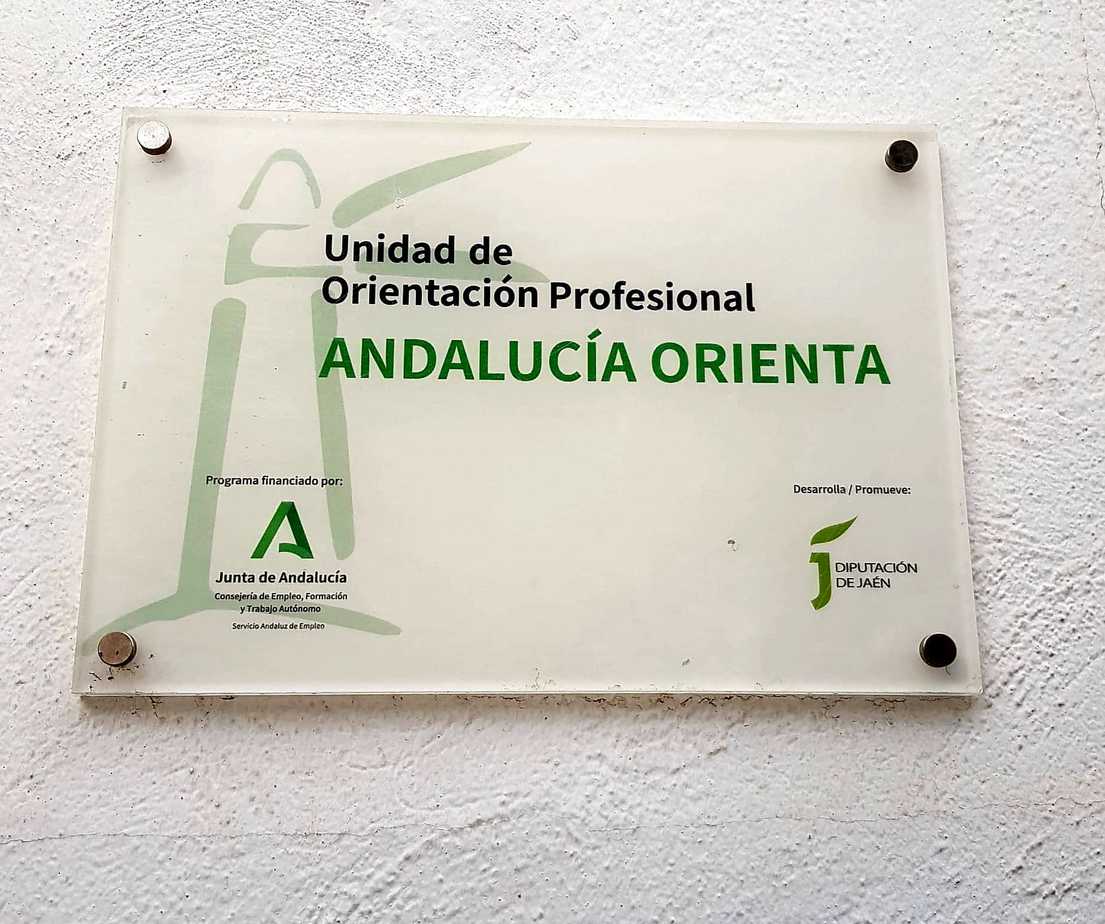 Unidad de
Orientación Profesional
ANDALUCÍA ORIENTA
Programa financiado por:
Junta de Andalucía
Consejería de Empleo, Formación
y Trabajo Autónomo
Servicio Andaluz de Empleo
Desarrolla / Promueve:
DIPUTACIÓN
DE JAÉN